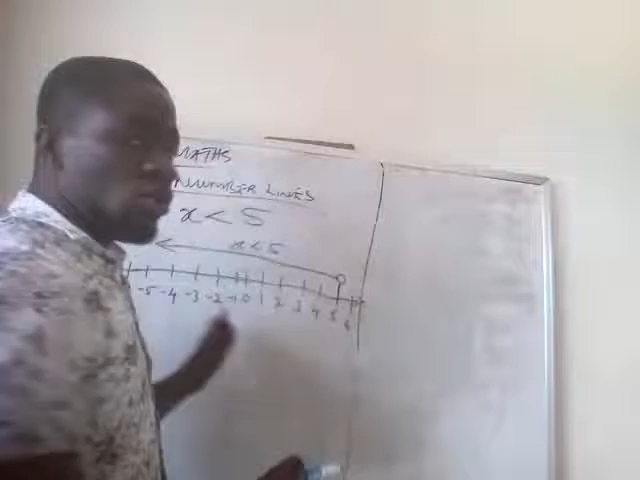 MATHS
NUMBER LINES
x < 5
x < 5
-5 -4 -3 -2 -1 0 1 2 3 4 5 6